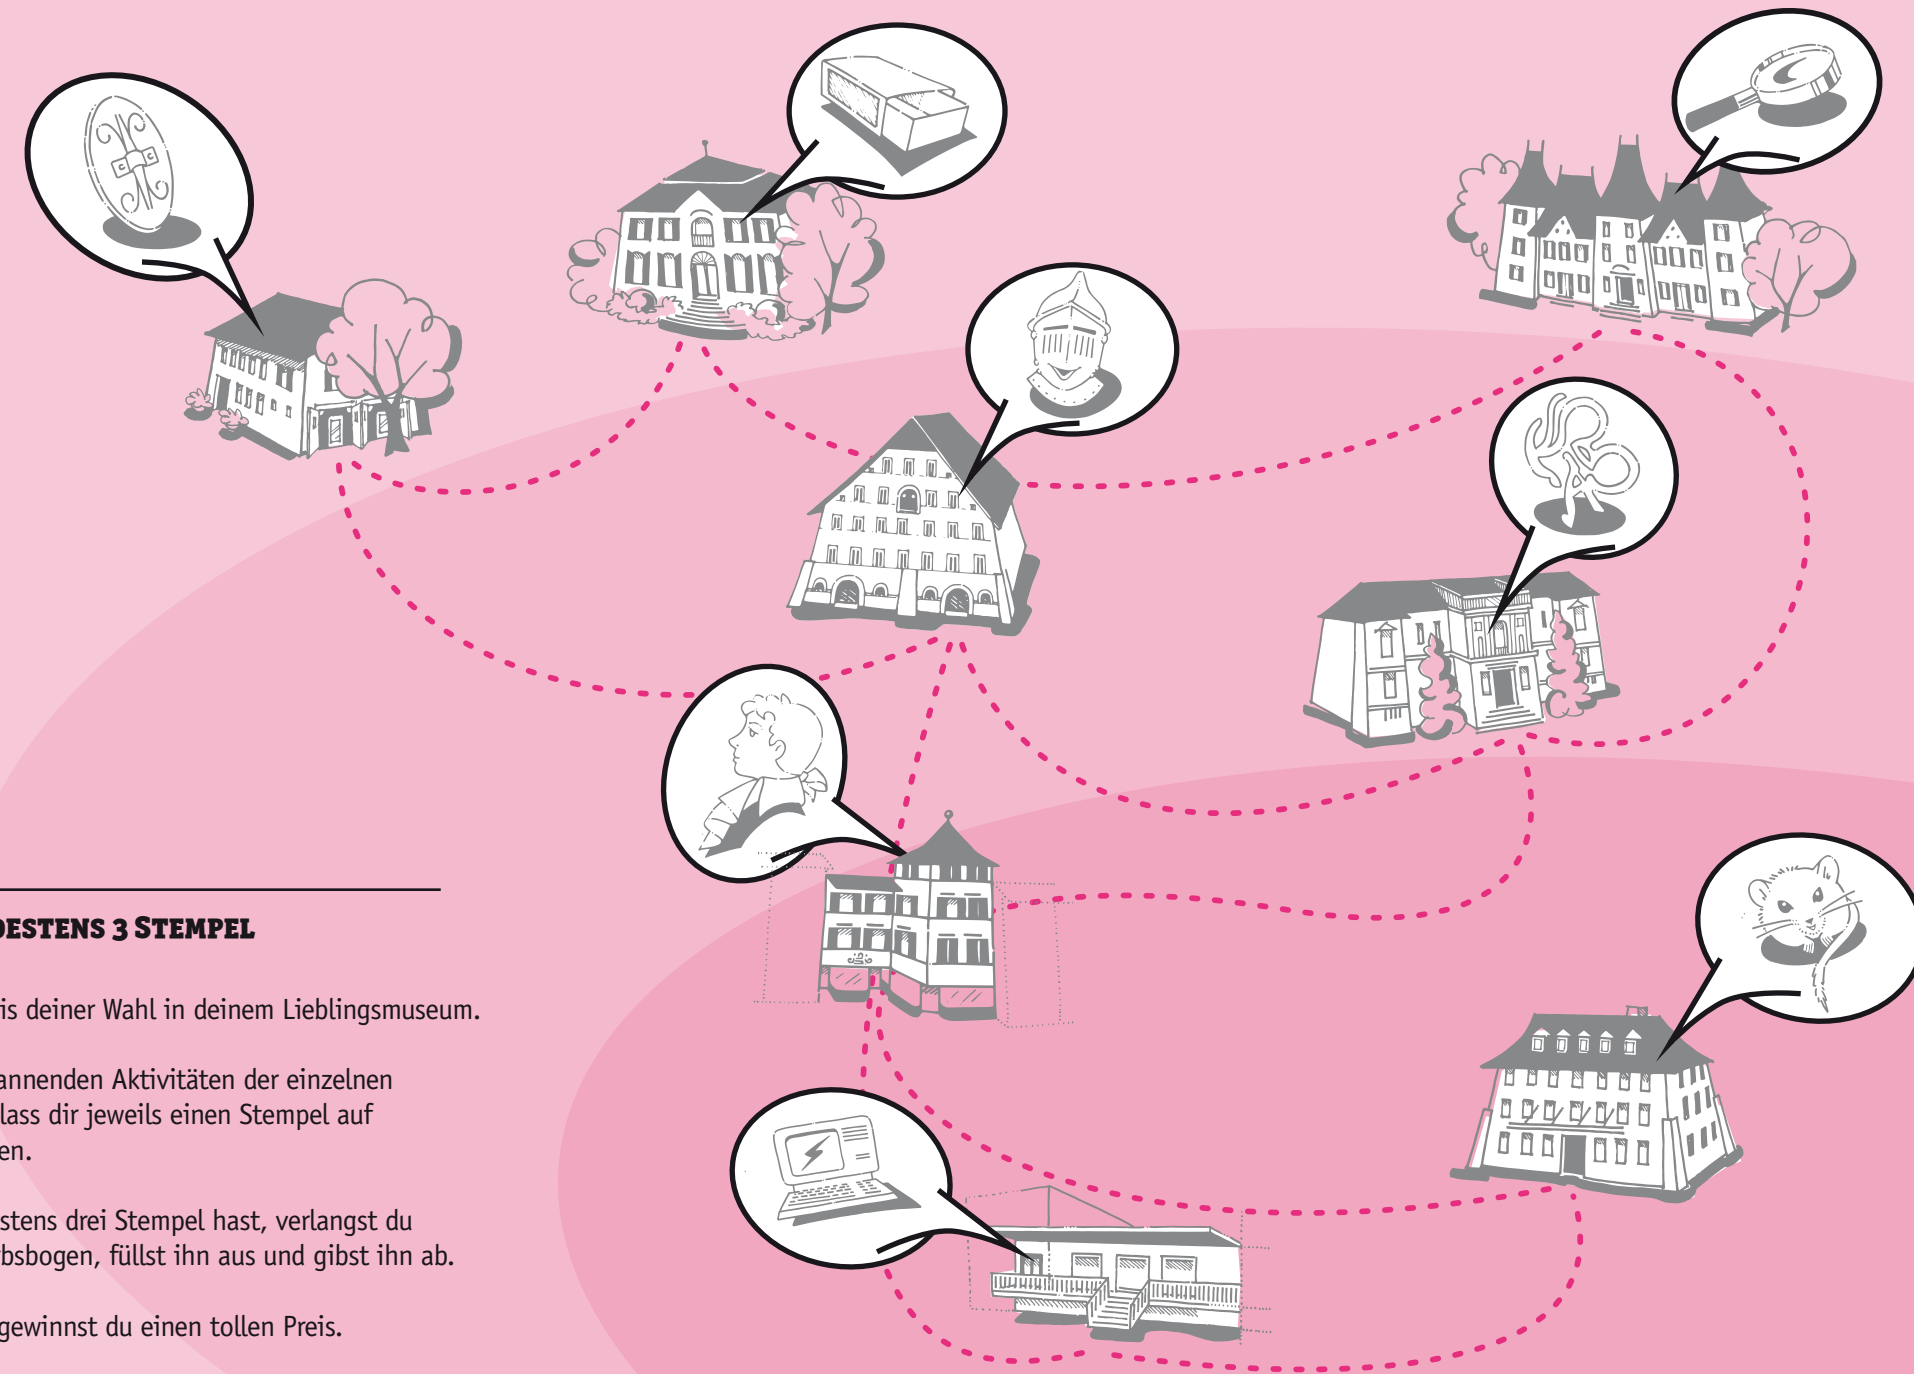 DESTENS 3 STEMPEL
is deiner Wahl in deinem Lieblingsmuseum.
annenden Aktivitäten der einzelnen
lass dir jeweils einen Stempel auf
en.
stens drei Stempel hast, verlangst du
bsbogen, füllst ihn aus und gibst ihn ab.
gewinnst du einen tollen Preis.